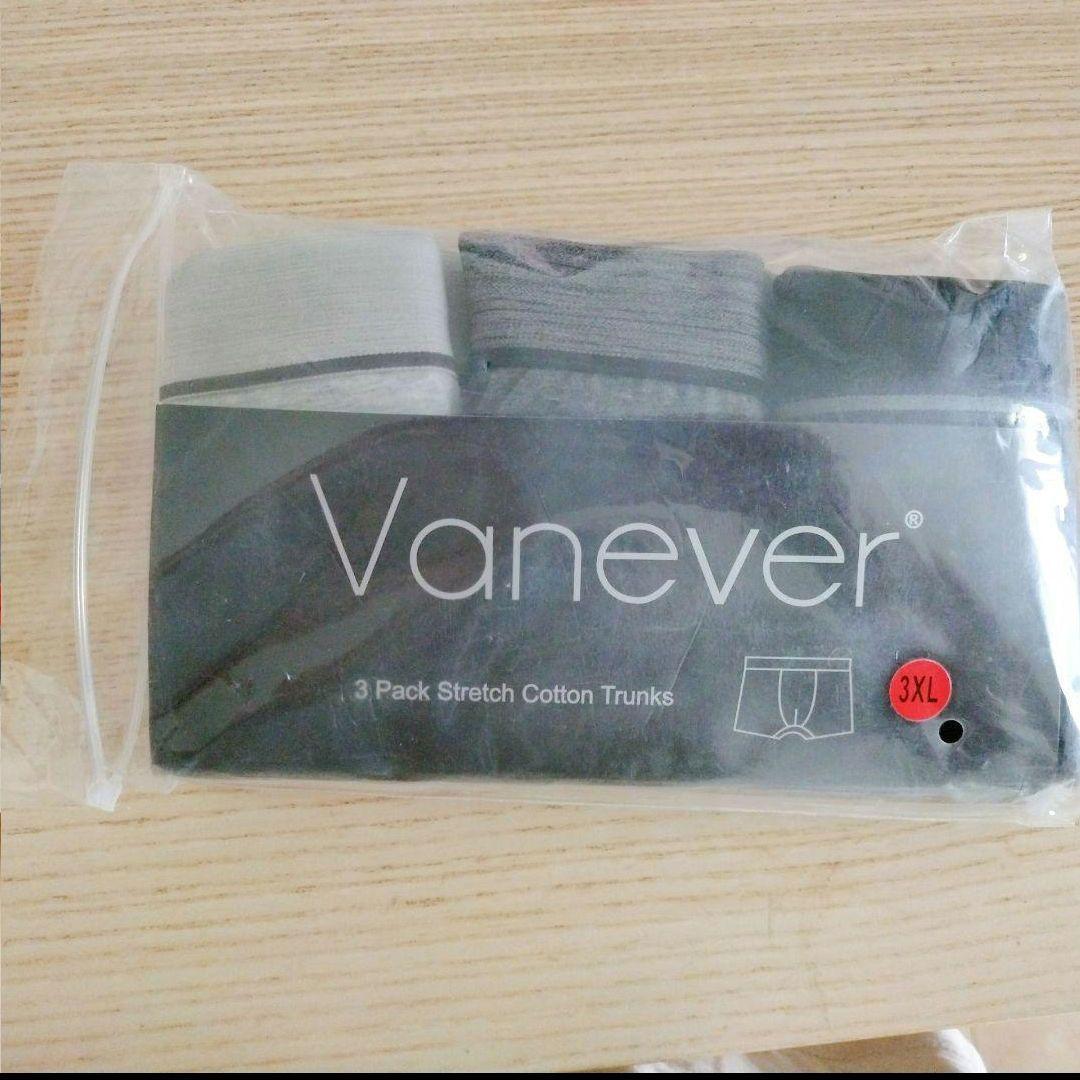 Vanever®
3 Pack Stretch Cotton Trunks
3XL